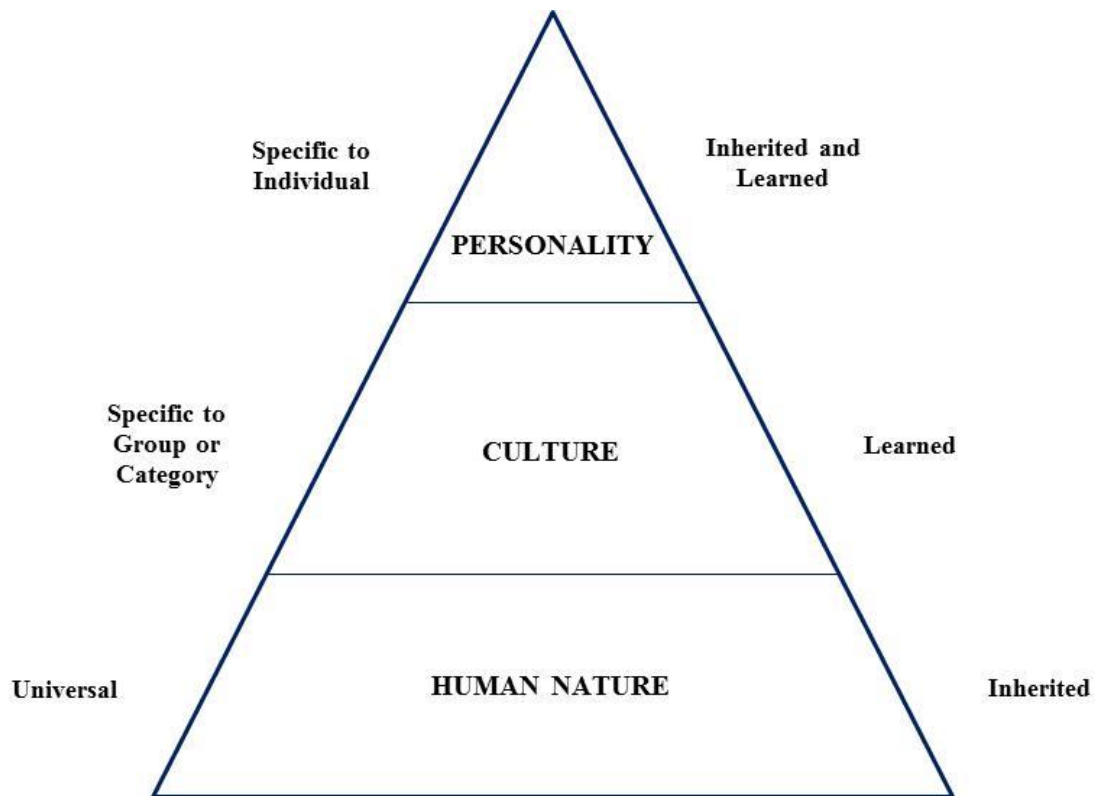 Specific to
Individual
Inherited and
Learned
PERSONALITY
Specific to
Group or
Category
CULTURE
Learned
Universal
HUMAN NATURE
Inherited